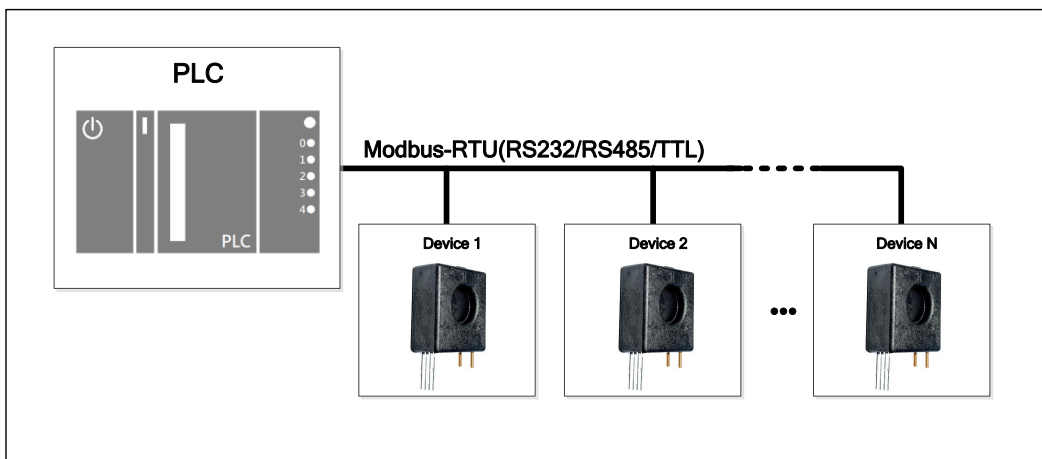 PLC
0
1
2
3
4
PLC
Modbus-RTU(RS232/RS485/TTL)
Device 1
Device 2
Device N